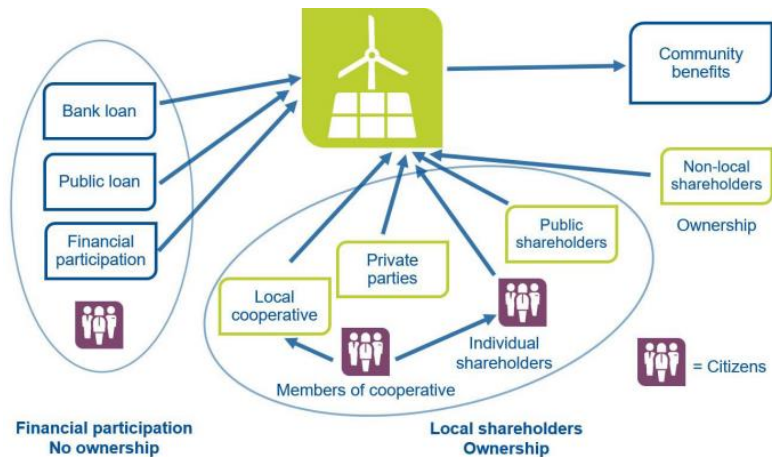 Bank loan
Public loan
Financial
participation
Financial participation
No ownership
Community
benefits
Non-local
shareholders
Ownership
Public
shareholders
Private
parties
Local
cooperative
Individual
shareholders
Members of cooperative
= Citizens
Local shareholders
Ownership